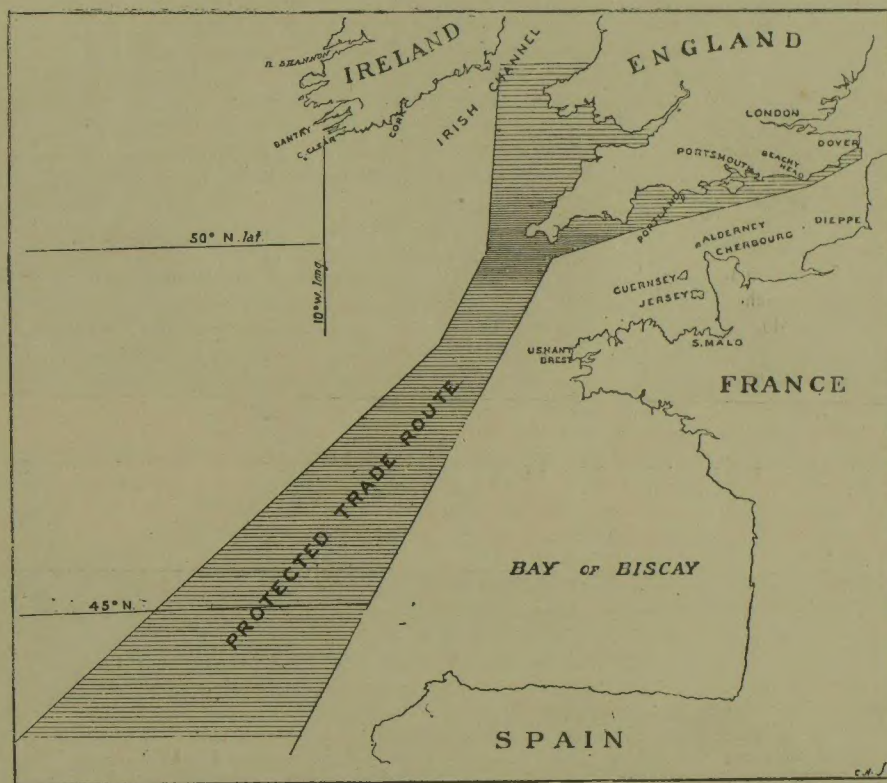 R. SHANNON
IRELAND
BANTRY
C. CLEAR
CORK
IRISH CHANNEL
ENGLAND
LONDON
DOVER
PORTSMOUTH
BEACHY
HEAD
PORTLAND
50° N. lat.
10° W. long.
ALDERNEY
CHERBOURG
DIEPPE
GUERNSEY
JERSEY
USHANT
BREST
S. MALO
FRANCE
PROTECTED TRADE ROUTE
BAY OF BISCAY
45° N.
SPAIN